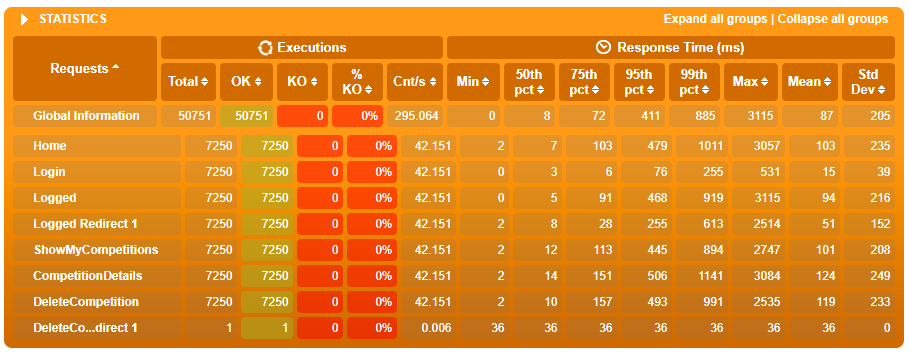 STATISTICS Expand all groups | Collapse all groups
Requests Executions Response Time (ms)
Total OK KO % KO Cnt/s Min 50th pct 75th pct 95th pct 99th pct Max Mean Std Dev
Global Information 50751 50751 0 0% 295.064 0 8 72 411 885 3115 87 205
Home 7250 7250 0 0% 42.151 2 7 103 479 1011 3057 103 235
Login 7250 7250 0 0% 42.151 0 3 6 76 255 531 15 39
Logged 7250 7250 0 0% 42.151 0 5 91 468 919 3115 94 216
Logged Redirect 1 7250 7250 0 0% 42.151 2 8 28 255 613 2514 51 152
ShowMyCompetitions 7250 7250 0 0% 42.151 2 12 113 445 894 2747 101 208
CompetitionDetails 7250 7250 0 0% 42.151 2 14 151 506 1141 3084 124 249
DeleteCompetition 7250 7250 0 0% 42.151 2 10 157 493 991 2535 119 233
DeleteCo...direct 1 1 1 0 0% 0.006 36 36 36 36 36 36 36 0